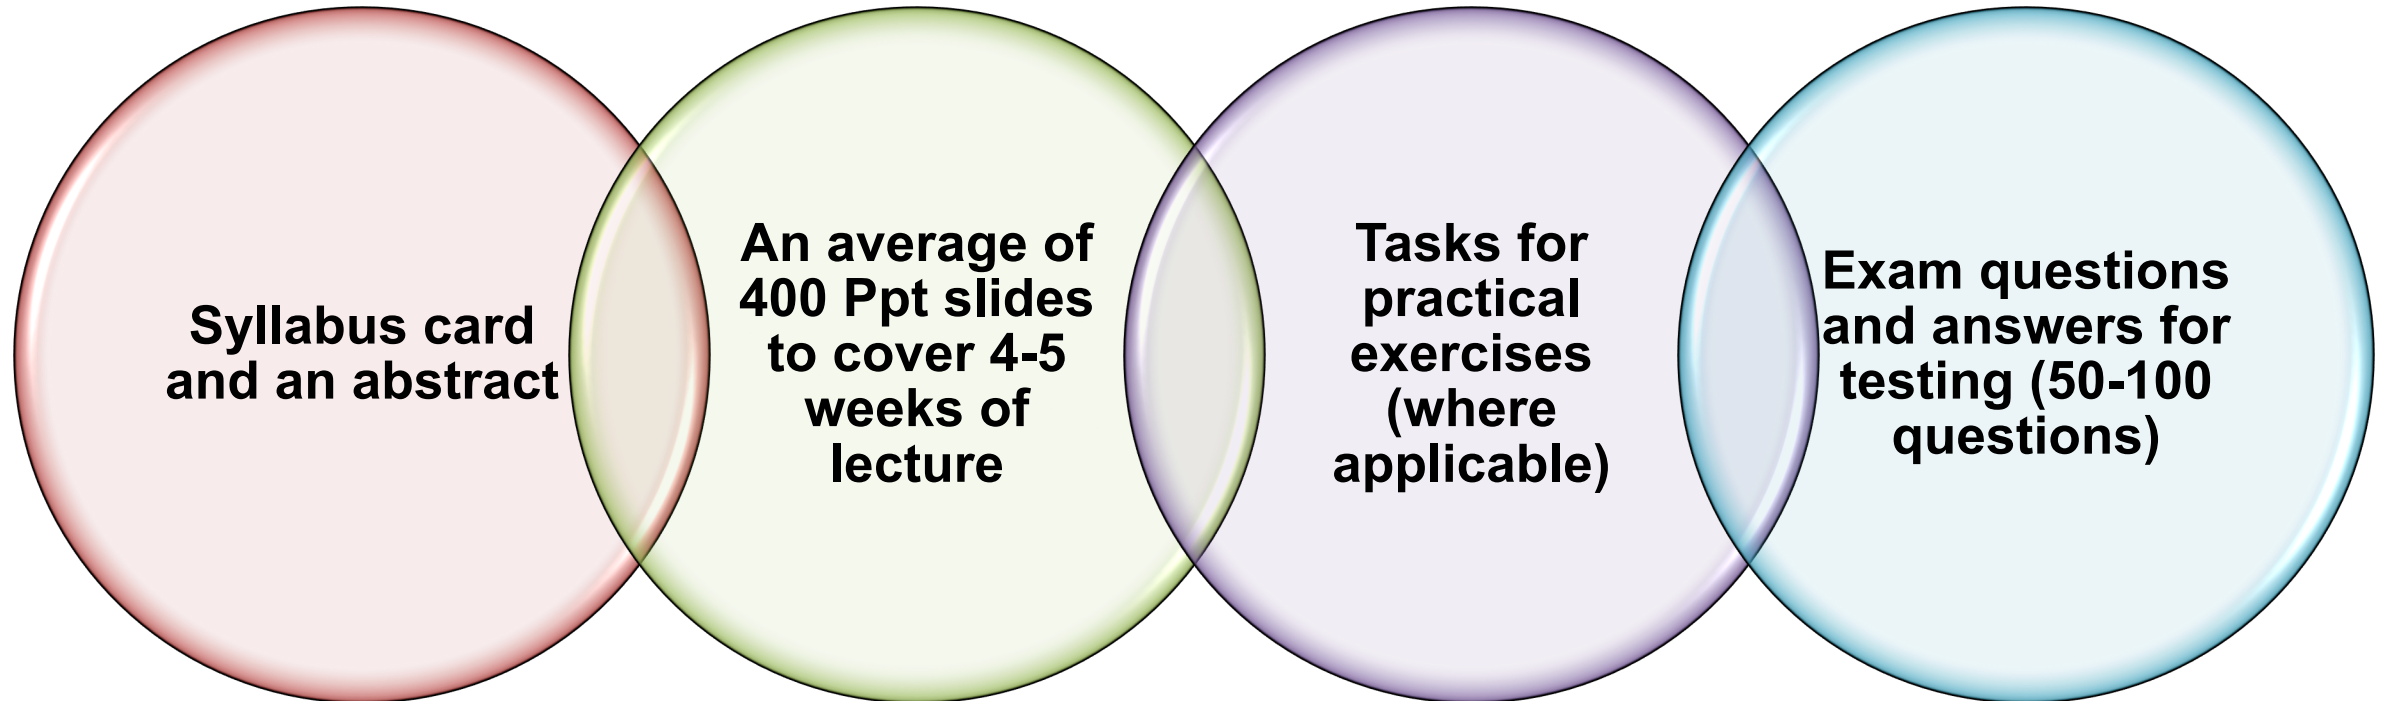 Syllabus card
and an abstract
An average of
400 Ppt slides
to cover 4-5
weeks of
lecture
Tasks for
practical
exercises
(where
applicable)
Exam questions
and answers for
testing (50-100
questions)